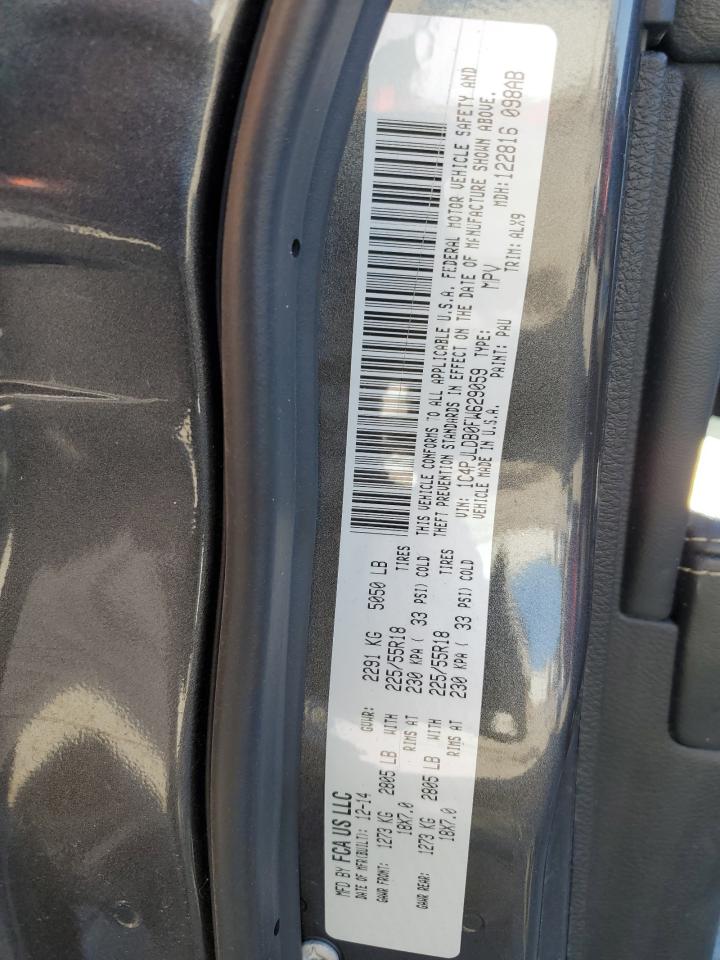 MFD BY FCA US LLC
DATE OF MFR(BUILT): 12-14 GVWR: 2291 KG 5050 LB
GAWR FRONT: 1273 KG 2805 LB WITH 225/55R18 TIRES
18X7.0 RIMS AT 230 KPA ( 33 PSI) COLD
GAWR REAR: 1273 KG 2805 LB WITH 225/55R18 TIRES
18X7.0 RIMS AT 230 KPA ( 33 PSI) COLD
THIS VEHICLE CONFORMS TO ALL APPLICABLE U.S.A. FEDERAL MOTOR VEHICLE SAFETY AND
THEFT PREVENTION STANDARDS IN EFFECT ON THE DATE OF MANUFACTURE SHOWN ABOVE.
VIN: 1C4PJLDB0FW629059 TYPE: MPV MDH: 122816 098AB
VEHICLE MADE IN U.S.A. PAINT: PAU TRIM: ALX9